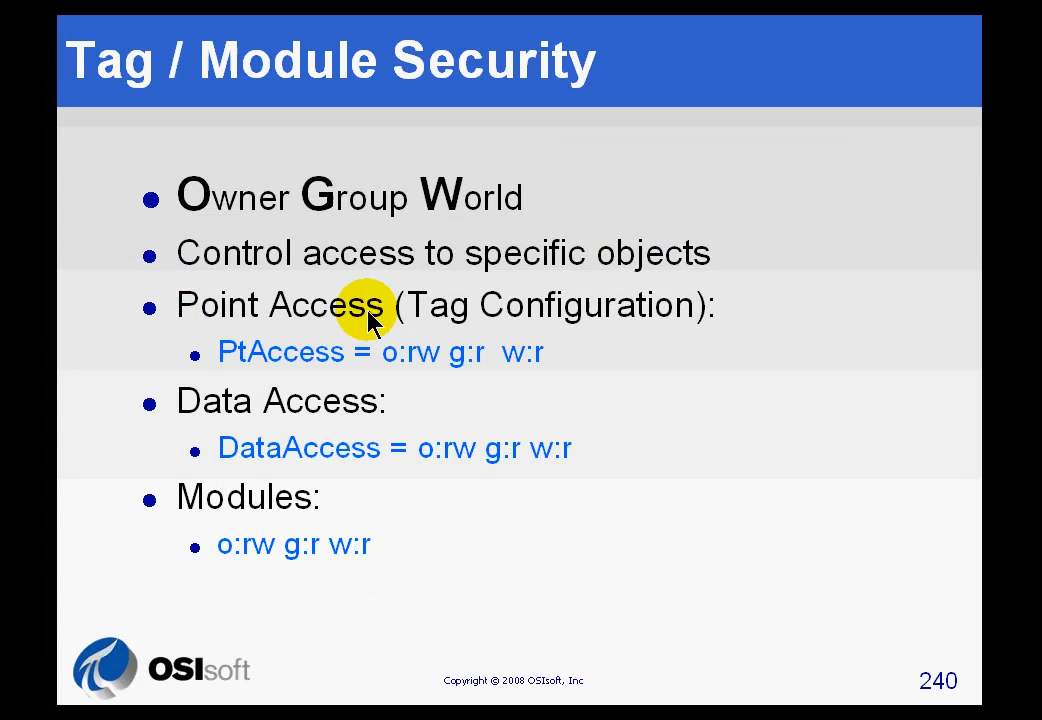 Tag / Module Security
Owner Group World
Control access to specific objects
Point Access (Tag Configuration):
PtAccess = o:rw g:r  w:r
Data Access:
DataAccess = o:rw g:r w:r
Modules:
o:rw g:r w:r
OSIsoft
Copyright © 2008 OSIsoft, Inc
240